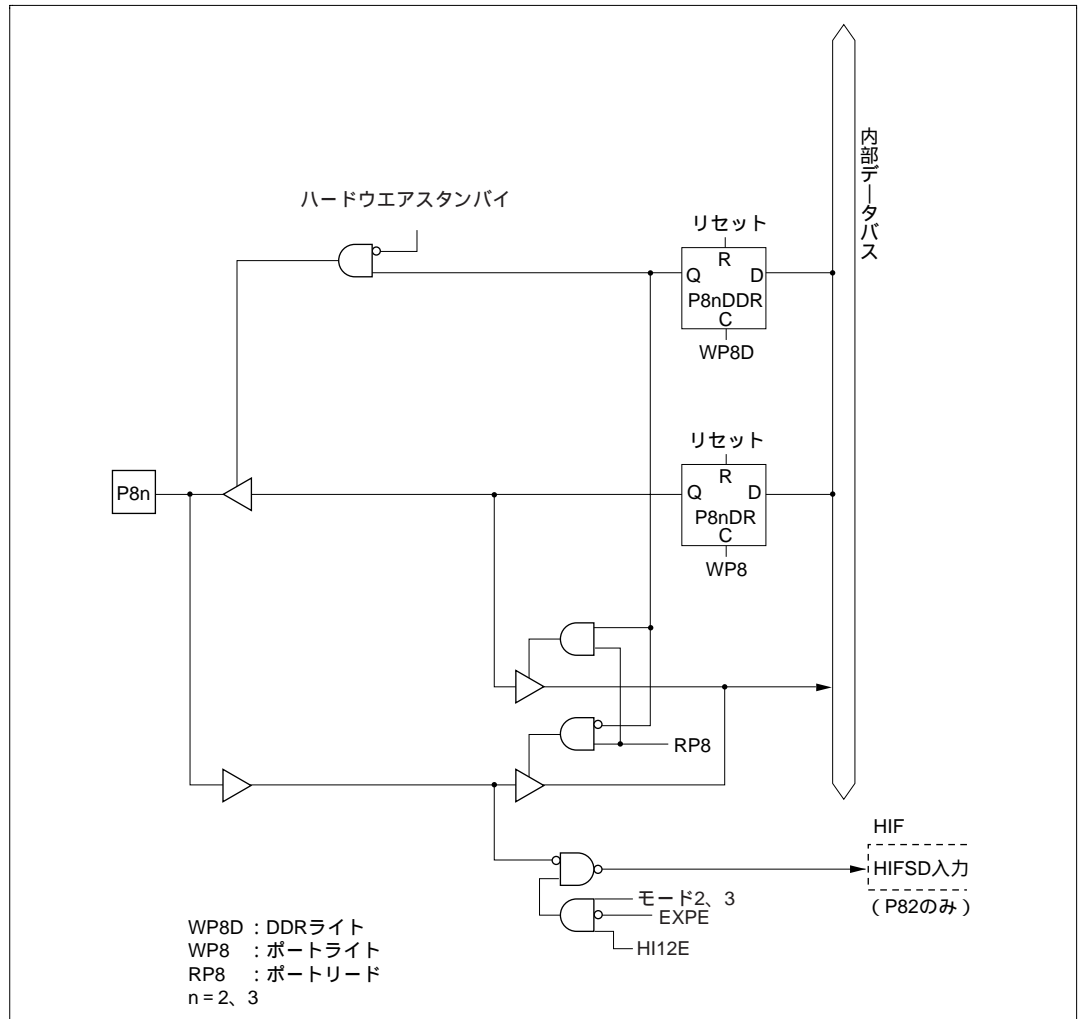 内部データバス
ハードウエアスタンバイ
リセット
R
Q D
P8nDDR
C
WP8D
リセット
R
P8n
Q D
P8nDR
C
WP8
RP8
HIF
HIFSD入力
(P82のみ)
モード2、3
EXPE
HI12E
WP8D : DDRライト
WP8 : ポートライト
RP8 : ポートリード
n = 2、3